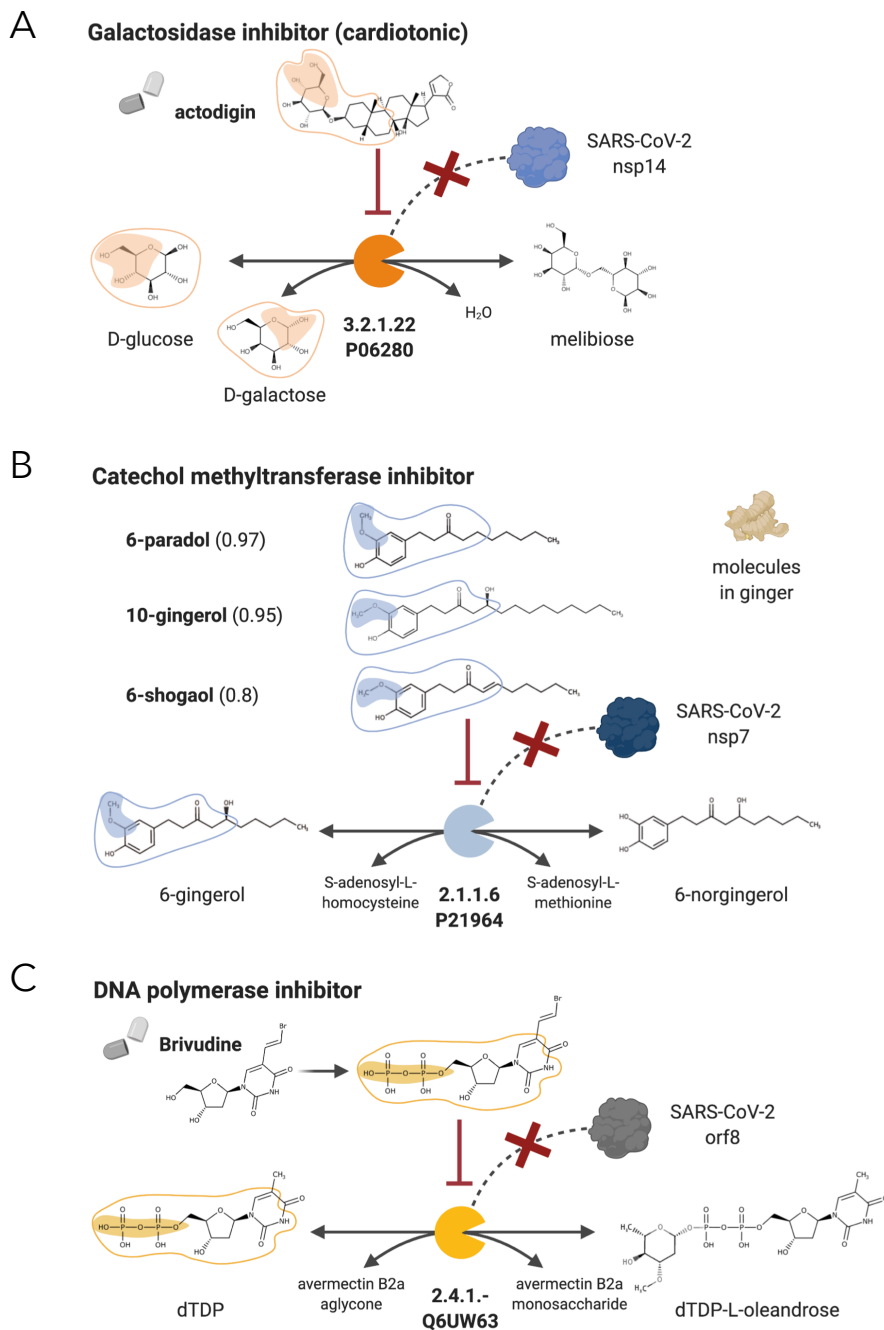 A
Galactosidase inhibitor (cardiotonic)
actodigin
SARS-CoV-2
nsp14
D-glucose
D-galactose
3.2.1.22
P06280
H₂O
melibiose
B
Catechol methyltransferase inhibitor
6-paradol (0.97)
10-gingerol (0.95)
6-shogaol (0.8)
molecules
in ginger
SARS-CoV-2
nsp7
6-gingerol
S-adenosyl-L-
homocysteine
2.1.1.6
P21964
S-adenosyl-L-
methionine
6-norgingerol
C
DNA polymerase inhibitor
Brivudine
SARS-CoV-2
orf8
dTDP
avermectin B2a
aglycone
2.4.1.-
Q6UW63
avermectin B2a
monosaccharide
dTDP-L-oleandrose